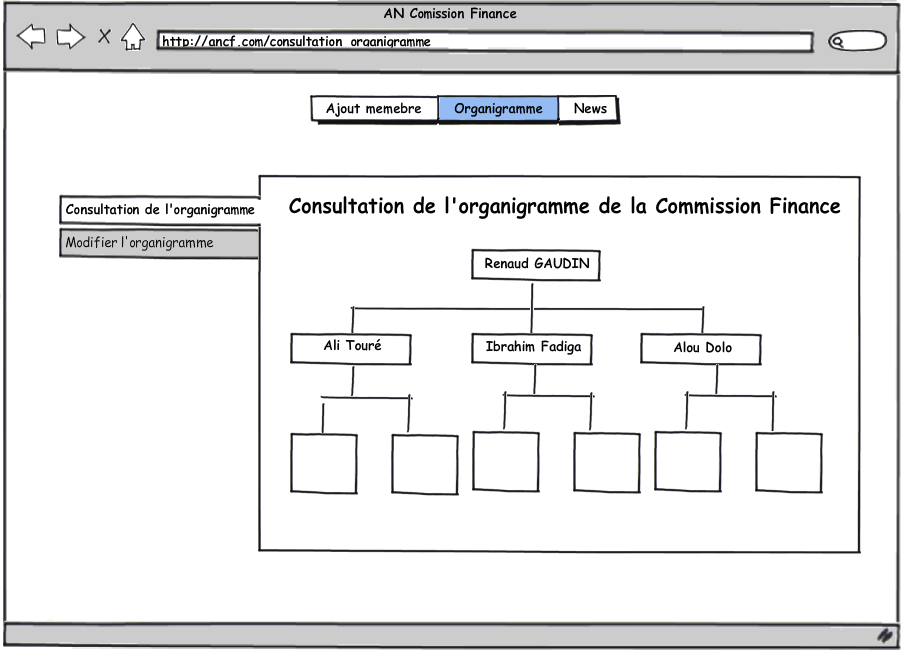 AN Comission Finance
http://ancf.com/consultation_organigramme
Ajout memebre
Organigramme
News
Consultation de l'organigramme
Modifier l'organigramme
Consultation de l'organigramme de la Commission Finance
Renaud GAUDIN
Ali Touré
Ibrahim Fadiga
Alou Dolo